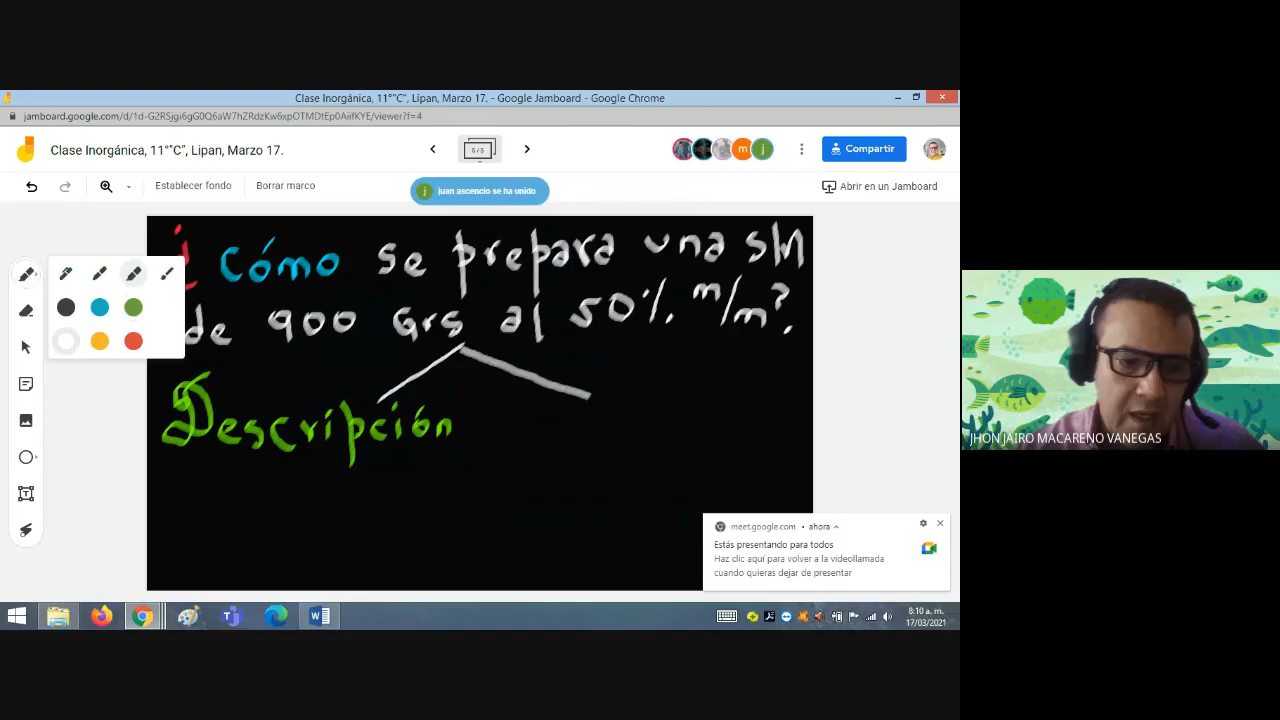 Clase Inorgánica, 11°"C", Lipan, Marzo 17. - Google Jamboard - Google Chrome
jamboard.google.com/d/1d-G2RSjgi6gG0Q6aW7hZRdzKw6xpOTMDtEp0AiifKYE/viewer?f=4
Clase Inorgánica, 11°"C", Lipan, Marzo 17.
5 / 5
m
j
Compartir
Establecer fondo
Borrar marco
j juan ascencio se ha unido
Abrir en un Jamboard
¿Cómo se prepara una sln
de 900 Grs al 50% m/m?
Descripción
meet.google.com • ahora
Estás presentando para todos
Haz clic aquí para volver a la videollamada
cuando quieras dejar de presentar
JHON JAIRO MACARENO VANEGAS
8:10 a. m.
17/03/2021